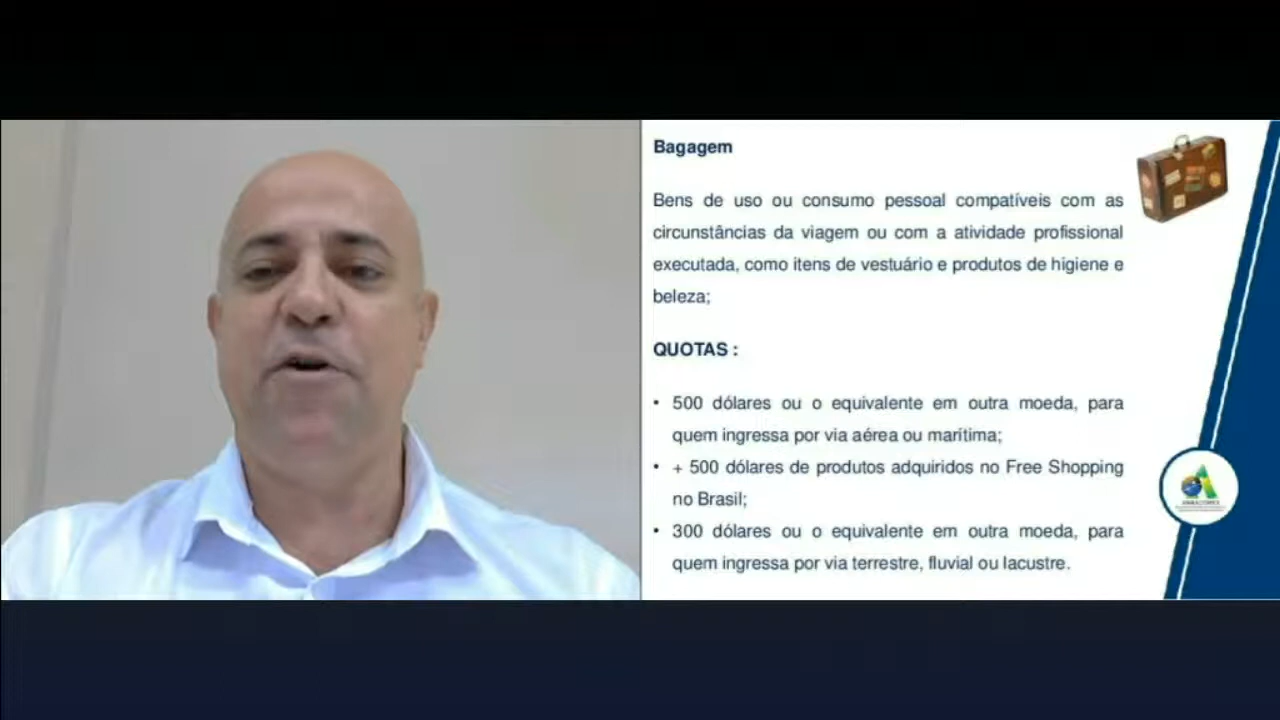 Bagagem
Bens de uso ou consumo pessoal compatíveis com as
circunstâncias da viagem ou com a atividade profissional
executada, como itens de vestuário e produtos de higiene e
beleza;
QUOTAS :
• 500 dólares ou o equivalente em outra moeda, para
quem ingressa por via aérea ou marítima;
• + 500 dólares de produtos adquiridos no Free Shopping
no Brasil;
• 300 dólares ou o equivalente em outra moeda, para
quem ingressa por via terrestre, fluvial ou lacustre.